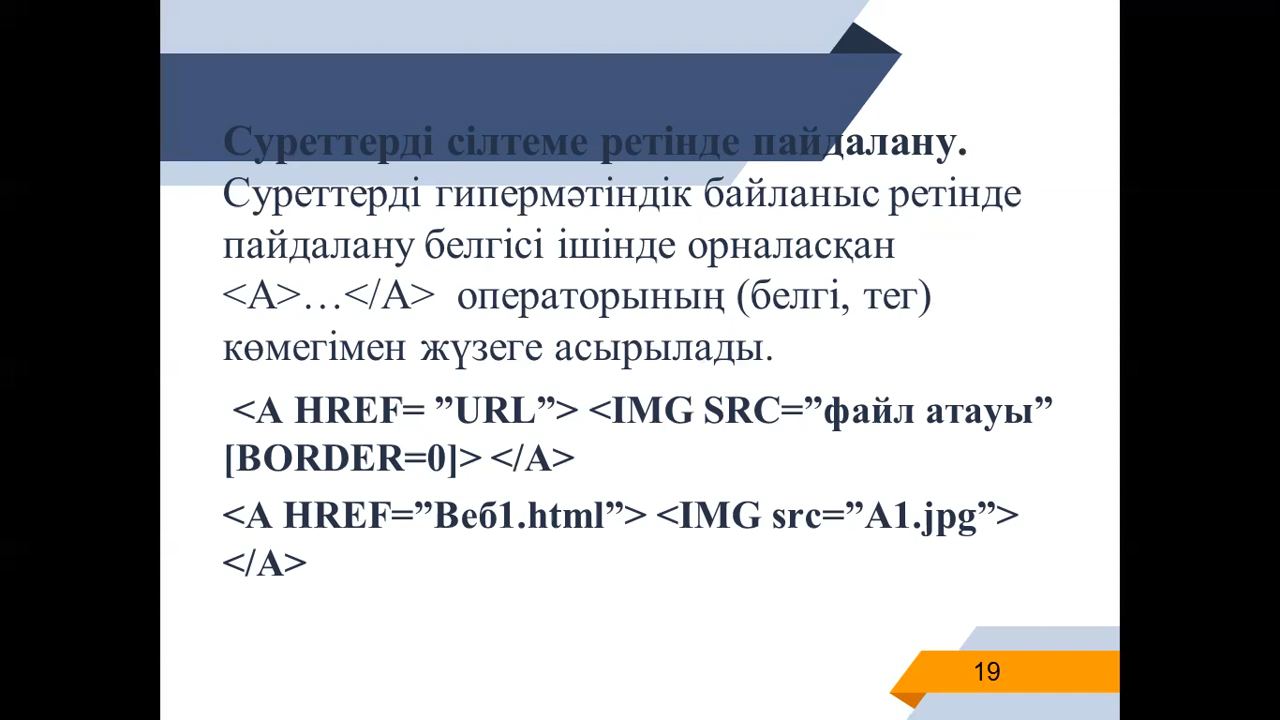 Суреттерді сілтеме ретінде пайдалану.
Суреттерді гипермәтіндік байланыс ретінде
пайдалану белгісі ішінде орналасқан
<A>…</A> операторының (белгі, тег)
көмегімен жүзеге асырылады.
<A HREF= ”URL”> <IMG SRC=”файл атауы”
[BORDER=0]> </A>
<A HREF=”Веб1.html”> <IMG src=”A1.jpg”>
</A>
19